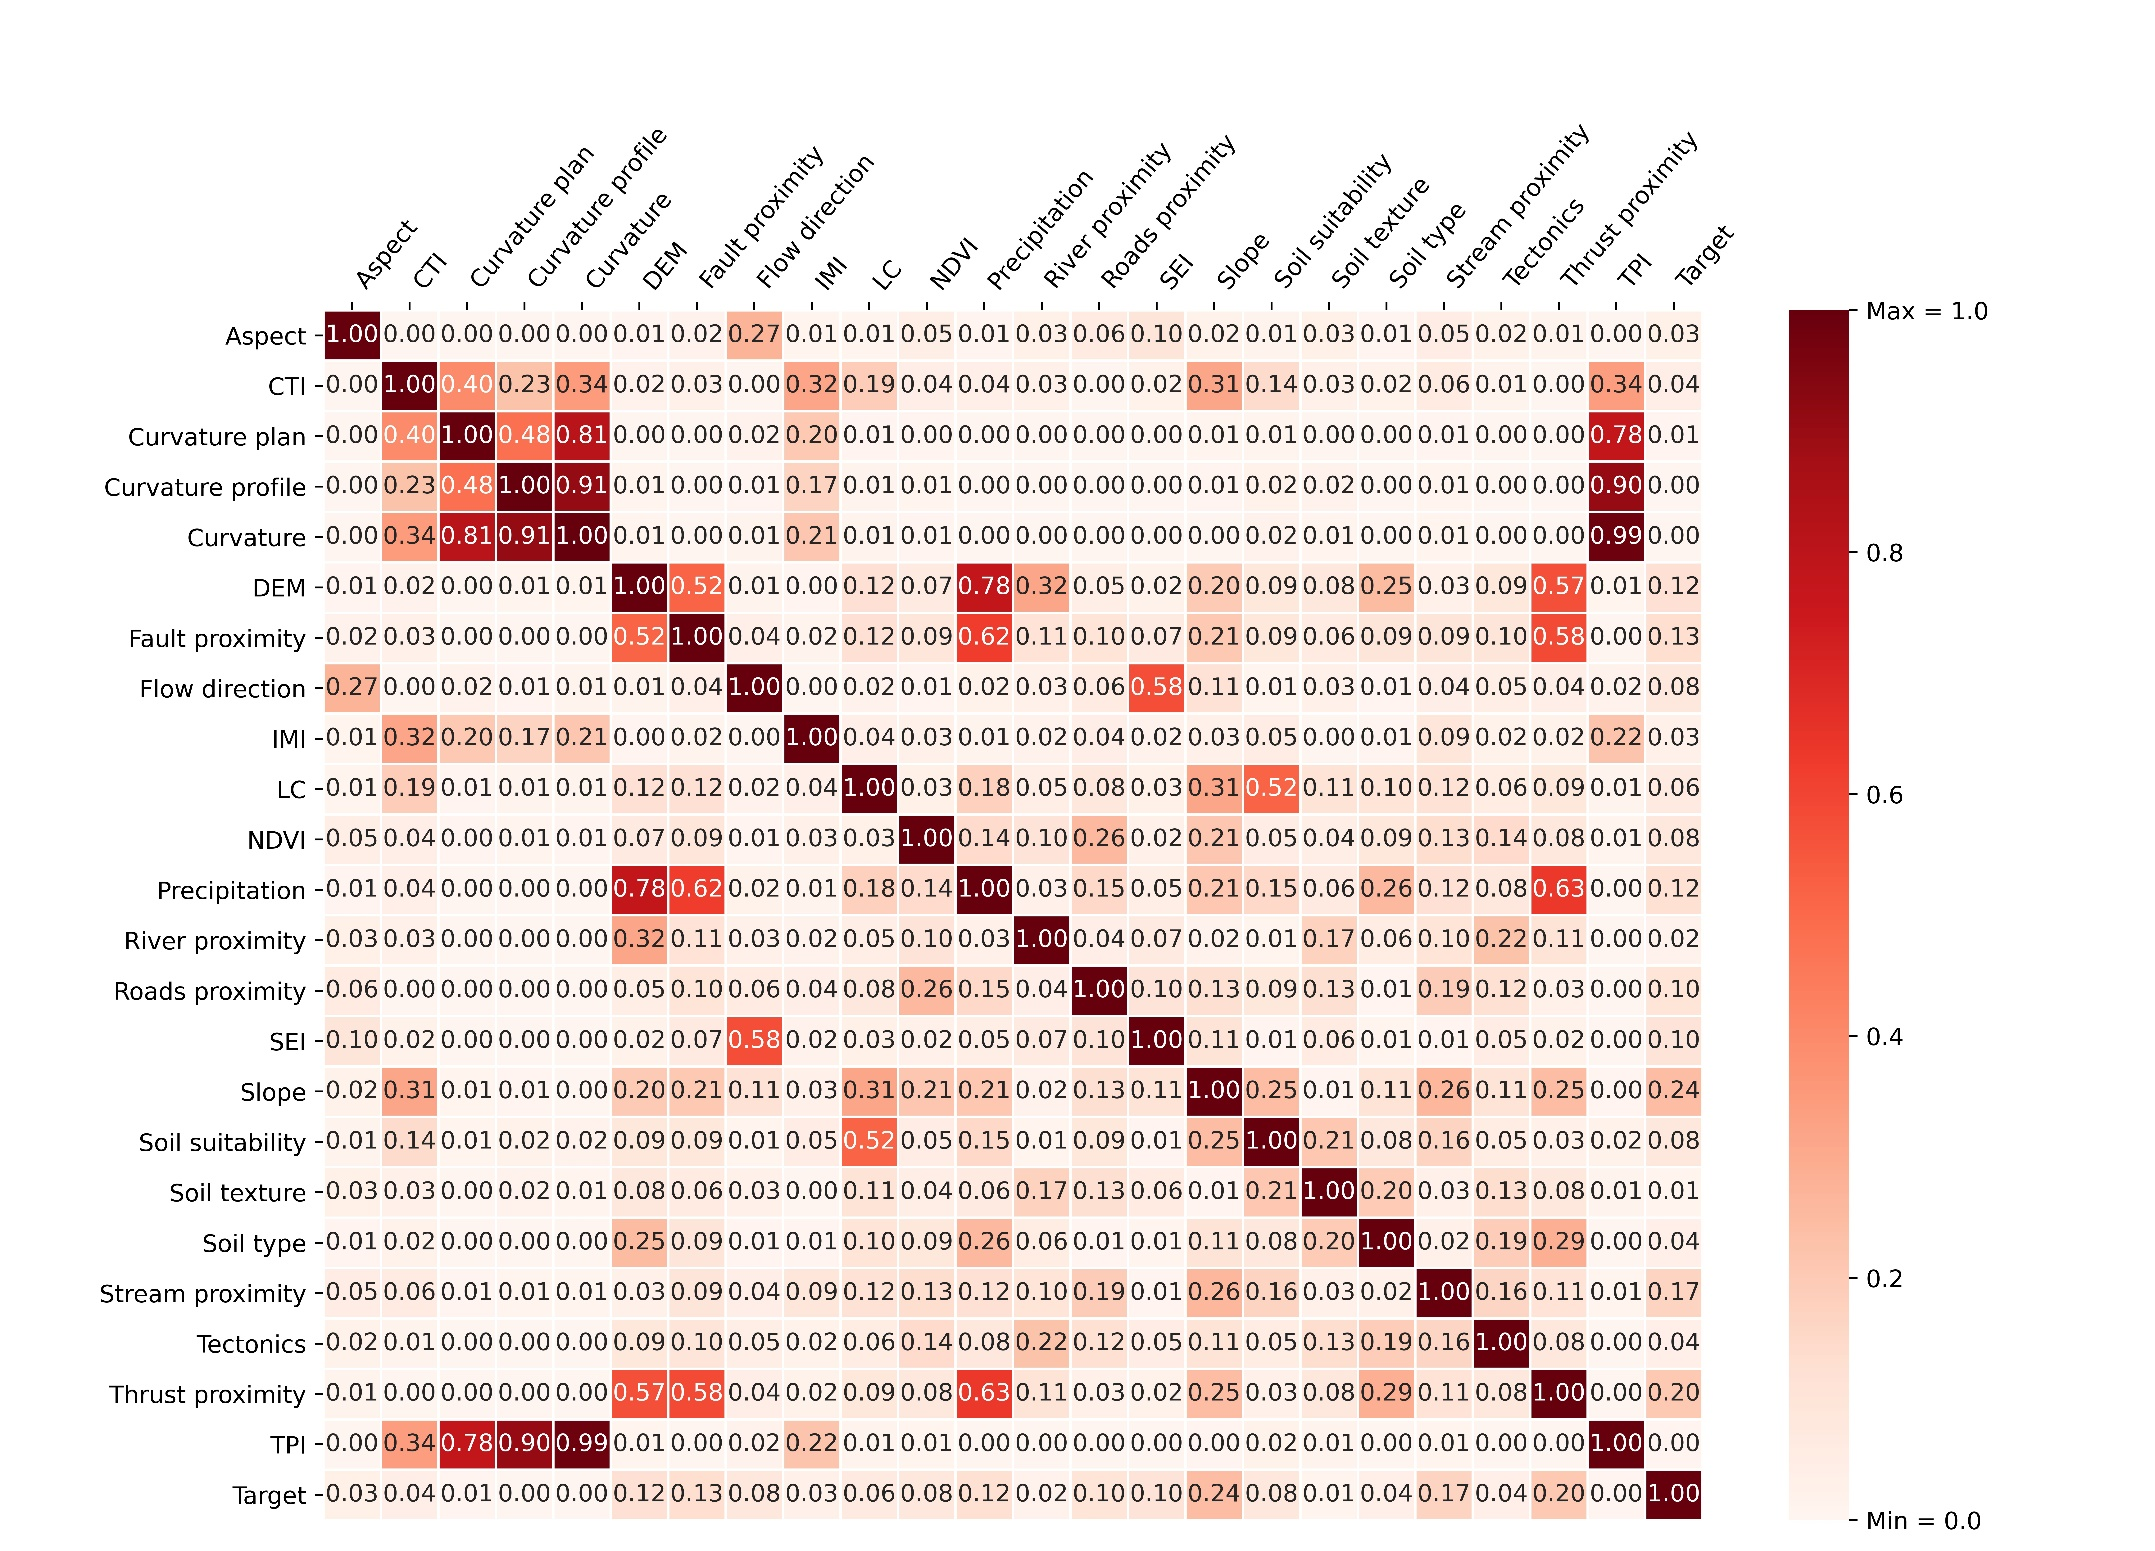 Aspect CTI Curvature plan Curvature profile Curvature DEM Fault proximity Flow direction IMI LC NDVI Precipitation River proximity Roads proximity SEI Slope Soil suitability Soil texture Soil type Stream proximity Tectonics Thrust proximity TPI Target
Aspect 1.00 0.00 0.00 0.00 0.00 0.01 0.02 0.27 0.01 0.01 0.05 0.01 0.03 0.06 0.10 0.02 0.01 0.03 0.01 0.05 0.02 0.01 0.00 0.03
CTI 0.00 1.00 0.40 0.23 0.34 0.02 0.03 0.00 0.32 0.19 0.04 0.04 0.03 0.00 0.02 0.31 0.14 0.03 0.02 0.06 0.01 0.00 0.34 0.04
Curvature plan 0.00 0.40 1.00 0.48 0.81 0.00 0.00 0.02 0.20 0.01 0.00 0.00 0.00 0.00 0.00 0.01 0.01 0.00 0.00 0.01 0.00 0.00 0.78 0.01
Curvature profile 0.00 0.23 0.48 1.00 0.91 0.01 0.00 0.01 0.17 0.01 0.01 0.00 0.00 0.00 0.00 0.01 0.02 0.02 0.00 0.01 0.00 0.00 0.90 0.00
Curvature 0.00 0.34 0.81 0.91 1.00 0.01 0.00 0.01 0.21 0.01 0.01 0.00 0.00 0.00 0.00 0.00 0.02 0.01 0.00 0.01 0.00 0.00 0.99 0.00
DEM 0.01 0.02 0.00 0.01 0.01 1.00 0.52 0.01 0.00 0.12 0.07 0.78 0.32 0.05 0.02 0.20 0.09 0.08 0.25 0.03 0.09 0.57 0.01 0.12
Fault proximity 0.02 0.03 0.00 0.00 0.00 0.52 1.00 0.04 0.02 0.12 0.09 0.62 0.11 0.10 0.07 0.21 0.09 0.06 0.09 0.09 0.10 0.58 0.00 0.13
Flow direction 0.27 0.00 0.02 0.01 0.01 0.01 0.04 1.00 0.00 0.02 0.01 0.02 0.03 0.06 0.58 0.11 0.01 0.03 0.01 0.04 0.05 0.04 0.02 0.08
IMI 0.01 0.32 0.20 0.17 0.21 0.00 0.02 0.00 1.00 0.04 0.03 0.01 0.02 0.04 0.02 0.03 0.05 0.00 0.01 0.09 0.02 0.02 0.22 0.03
LC 0.01 0.19 0.01 0.01 0.01 0.12 0.12 0.02 0.04 1.00 0.03 0.18 0.05 0.08 0.03 0.31 0.52 0.11 0.10 0.12 0.06 0.09 0.01 0.06
NDVI 0.05 0.04 0.00 0.01 0.01 0.07 0.09 0.01 0.03 0.03 1.00 0.14 0.10 0.26 0.02 0.21 0.05 0.04 0.09 0.13 0.14 0.08 0.01 0.08
Precipitation 0.01 0.04 0.00 0.00 0.00 0.78 0.62 0.02 0.01 0.18 0.14 1.00 0.03 0.15 0.05 0.21 0.15 0.06 0.26 0.12 0.08 0.63 0.00 0.12
River proximity 0.03 0.03 0.00 0.00 0.00 0.32 0.11 0.03 0.02 0.05 0.10 0.03 1.00 0.04 0.07 0.02 0.01 0.17 0.06 0.10 0.22 0.11 0.00 0.02
Roads proximity 0.06 0.00 0.00 0.00 0.00 0.05 0.10 0.06 0.04 0.08 0.26 0.15 0.04 1.00 0.10 0.13 0.09 0.13 0.01 0.19 0.12 0.03 0.00 0.10
SEI 0.10 0.02 0.00 0.00 0.00 0.02 0.07 0.58 0.02 0.03 0.02 0.05 0.07 0.10 1.00 0.11 0.01 0.06 0.01 0.01 0.05 0.02 0.00 0.10
Slope 0.02 0.31 0.01 0.01 0.00 0.20 0.21 0.11 0.03 0.31 0.21 0.21 0.02 0.13 0.11 1.00 0.25 0.01 0.11 0.26 0.11 0.25 0.00 0.24
Soil suitability 0.01 0.14 0.01 0.02 0.02 0.09 0.09 0.01 0.05 0.52 0.05 0.15 0.01 0.09 0.01 0.25 1.00 0.21 0.08 0.16 0.05 0.03 0.02 0.08
Soil texture 0.03 0.03 0.00 0.02 0.01 0.08 0.06 0.03 0.00 0.11 0.04 0.06 0.17 0.13 0.06 0.01 0.21 1.00 0.20 0.03 0.13 0.08 0.01 0.01
Soil type 0.01 0.02 0.00 0.00 0.00 0.25 0.09 0.01 0.01 0.10 0.09 0.26 0.06 0.01 0.01 0.11 0.08 0.20 1.00 0.02 0.19 0.29 0.00 0.04
Stream proximity 0.05 0.06 0.01 0.01 0.01 0.03 0.09 0.04 0.09 0.12 0.13 0.12 0.10 0.19 0.01 0.26 0.16 0.03 0.02 1.00 0.16 0.11 0.01 0.17
Tectonics 0.02 0.01 0.00 0.00 0.00 0.09 0.10 0.05 0.02 0.06 0.14 0.08 0.22 0.12 0.05 0.11 0.05 0.13 0.19 0.16 1.00 0.08 0.00 0.04
Thrust proximity 0.01 0.00 0.00 0.00 0.00 0.57 0.58 0.04 0.02 0.09 0.08 0.63 0.11 0.03 0.02 0.25 0.03 0.08 0.29 0.11 0.08 1.00 0.00 0.20
TPI 0.00 0.34 0.78 0.90 0.99 0.01 0.00 0.02 0.22 0.01 0.01 0.00 0.00 0.00 0.00 0.00 0.02 0.01 0.00 0.01 0.00 0.00 1.00 0.00
Target 0.03 0.04 0.01 0.00 0.00 0.12 0.13 0.08 0.03 0.06 0.08 0.12 0.02 0.10 0.10 0.24 0.08 0.01 0.04 0.17 0.04 0.20 0.00 1.00
Max = 1.0
0.8
0.6
0.4
0.2
Min = 0.0